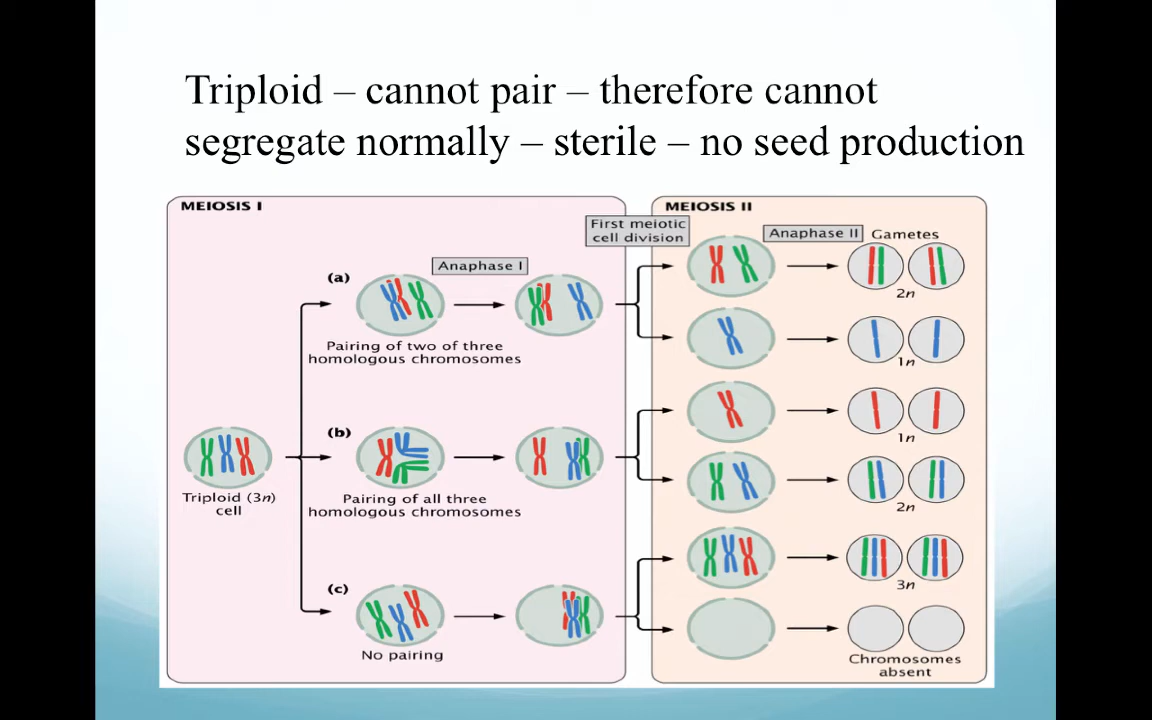 Triploid – cannot pair – therefore cannot
segregate normally – sterile – no seed production
MEIOSIS I
MEIOSIS II
First meiotic
cell division
Anaphase II
Gametes
Anaphase I
(a)
2n
Pairing of two of three
homologous chromosomes
1n
(b)
1n
Triploid (3n)
cell
Pairing of all three
homologous chromosomes
2n
(c)
3n
No pairing
Chromosomes
absent